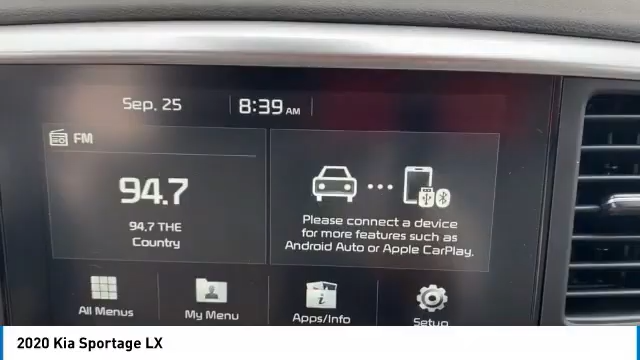 Sep. 25
8:39 AM
FM
94.7
94.7 THE
Country
Please connect a device
for more features such as
Android Auto or Apple CarPlay.
All Menus
My Menu
Apps/Info
Setup
2020 Kia Sportage LX